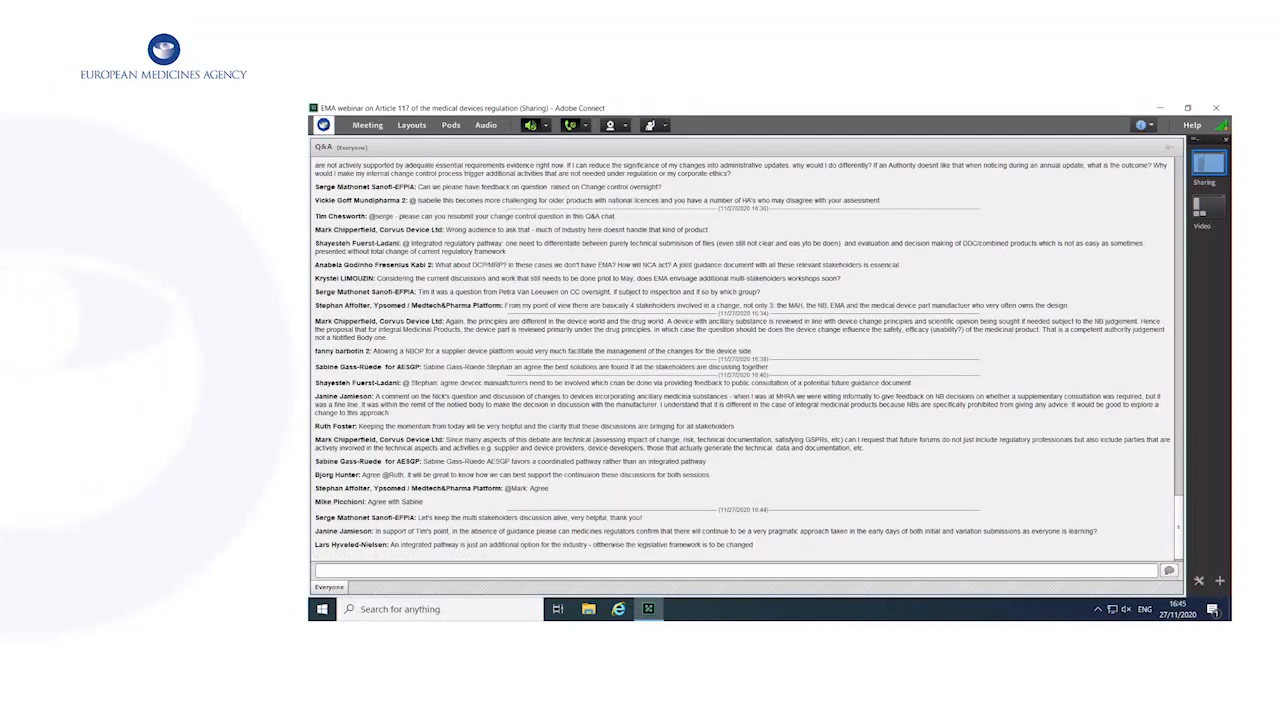 EUROPEAN MEDICINES AGENCY
EMA webinar on Article 117 of the medical devices regulation (Sharing) - Adobe Connect
Meeting Layouts Pods Audio Help
Q&A (Everyone)
Sharing
Video
are not actively supported by adequate essential requirements evidence right now. If I can reduce the significance of my changes into administrative updates, why would I do differently? If an Authority doesnt like that when noticing during an annual update, what is the outcome? Why
would I make my internal change control process trigger additional activities that are not needed under regulation or my corporate ethics?
Serge Mathonet Sanofi-EFPIA: Can we please have feedback on question raised on Change control oversight?
Vickie Goff Mundipharma 2: @ Isabelle this becomes more challenging for older products with national licences and you have a number of HA's who may disagree with your assessment
(11/27/2020 16:30)
Tim Chesworth: @serge - please can you resubmit your change control question in this Q&A chat
Mark Chipperfield, Corvus Device Ltd: Wrong audience to ask that - much of industry here doesnt handle that kind of product.
Shayesteh Fuerst-Ladani: @ Integrated regulatory pathway: one need to differentaite between purely technical submision of files (even still not clear and eas yto be doen) and evaluation and decision making of DDC/combined products which is not as easy as sometimes
presented without total change of current regulatory framework
Anabela Godinho Fresenius Kabi 2: What about DCP/MRP? In these cases we don't have EMA? How will NCA act? A joint guidance document with all these relevant stakeholders is essencial.
Krystel LIMOUZIN: Considering the current discussions and work that still needs to be done prior to May, does EMA envisage additional multi-stakeholders workshops soon?
Serge Mathonet Sanofi-EFPIA: Tim it was a question from Petra Van Leeuwen on CC oversight, if subject to inspection and if so by which group?
Stephan Affolter, Ypsomed / Medtech&Pharma Platform: From my point of view there are basically 4 stakeholders involved in a change, not only 3: the MAH, the NB, EMA and the medical device part manufactuer who very often owns the design.
(11/27/2020 16:34)
Mark Chipperfield, Corvus Device Ltd: Again, the principles are different in the device world and the drug world. A device with ancillary substance is reviewed in line with device change principles and scientific opinion being sought if needed subject to the NB judgement. Hence
the proposal that for integral Medicinal Products, the device part is reviewed primarily under the drug principles, in which case the question should be does the device change influence the safety, efficacy (usability?) of the medicinal product. That is a competent authority judgement
not a Notified Body one.
fanny barbotin 2: Allowing a NBOP for a supplier device platform would very much facilitate the management of the changes for the device side.
(11/27/2020 16:39)
Sabine Gass-Rüede for AESGP: Sabine Gass-Rüede Stephan an agree the best solutions are found if all the stakeholders are discussing together
(11/27/2020 16:40)
Shayesteh Fuerst-Ladani: @ Stephan: agree devcec manuafcturers need to be involved which cnan be done via providing feedback to public consultation of a potential future guidance document
Janine Jamieson: A comment on the Nick's question and discussion of changes to devices incorporating ancillary medicina substances - when I was at MHRA we were willing informally to give feedback on NB decisions on whether a supplementary consultation was required, but it
was a fine line. it was within the remit of the notied body to make the decision in discussion with the manufacturer. I understand that it is different in the case of integral medicinal products because NBs are specifically prohibited from giving any advice. It would be good to explore a
change to this approach
Ruth Foster: Keeping the momentum from today will be very helpful and the clarity that these discussions are bringing for all stakeholders
Mark Chipperfield, Corvus Device Ltd: Since many aspects of this debate are technical (assessing impact of change, risk, technical documentation, satisfying GSPRs, etc) can I request that future forums do not just include regulatory professionals but also include parties that are
actively involved in the technical aspects and activities e.g. supplier and device providers, device developers, those that actually generate the technical data and documentation, etc.
Sabine Gass-Rüede for AESGP: Sabine Gass-Rüede AESGP favors a coordinated pathway rather than an integrated pathway
Bjorg Hunter: Agree @Ruth, it will be great to know how we can best support the continuaion these discussions for both sessions
Stephan Affolter, Ypsomed / Medtech&Pharma Platform: @Mark: Agree
Mike Picchioni: Agree with Sabine
(11/27/2020 16:44)
Serge Mathonet Sanofi-EFPIA: Let's keep the multi stakeholders discussion alive, very helpful, thank you!
Janine Jamieson: In support of Tim's point, in the absence of guidance please can medicines regulators confirm that there will continue to be a very pragmatic approach taken in the early days of both initial and variation submissions as everyone is learning?
Lars Hyveled-Nielsen: An integrated pathway is just an additional option for the industry - ottherwise the legislative framework is to be changed
Everyone
Search for anything
ENG
16:45
27/11/2020
1